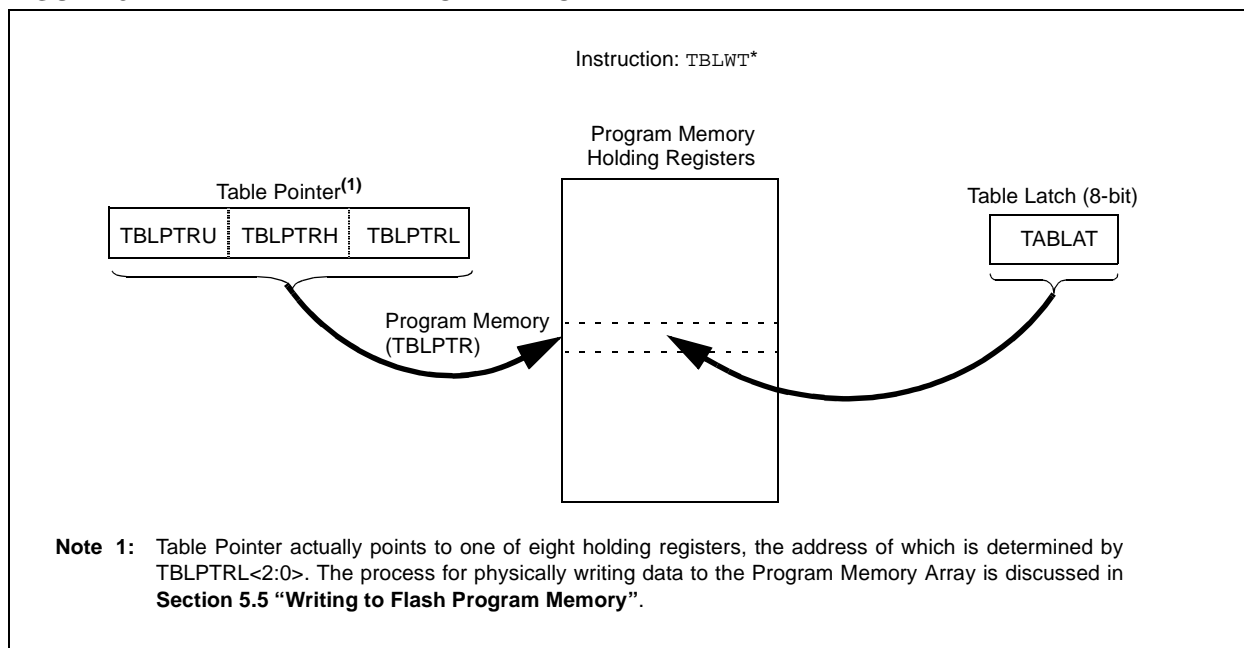 Instruction: TBLWT*
Program Memory
Holding Registers
Table Pointer(1)
Table Latch (8-bit)
TBLPTRU TBLPTRH TBLPTRL
TABLAT
Program Memory
(TBLPTR)
Note 1: Table Pointer actually points to one of eight holding registers, the address of which is determined by
TBLPTRL<2:0>. The process for physically writing data to the Program Memory Array is discussed in
Section 5.5 “Writing to Flash Program Memory”.